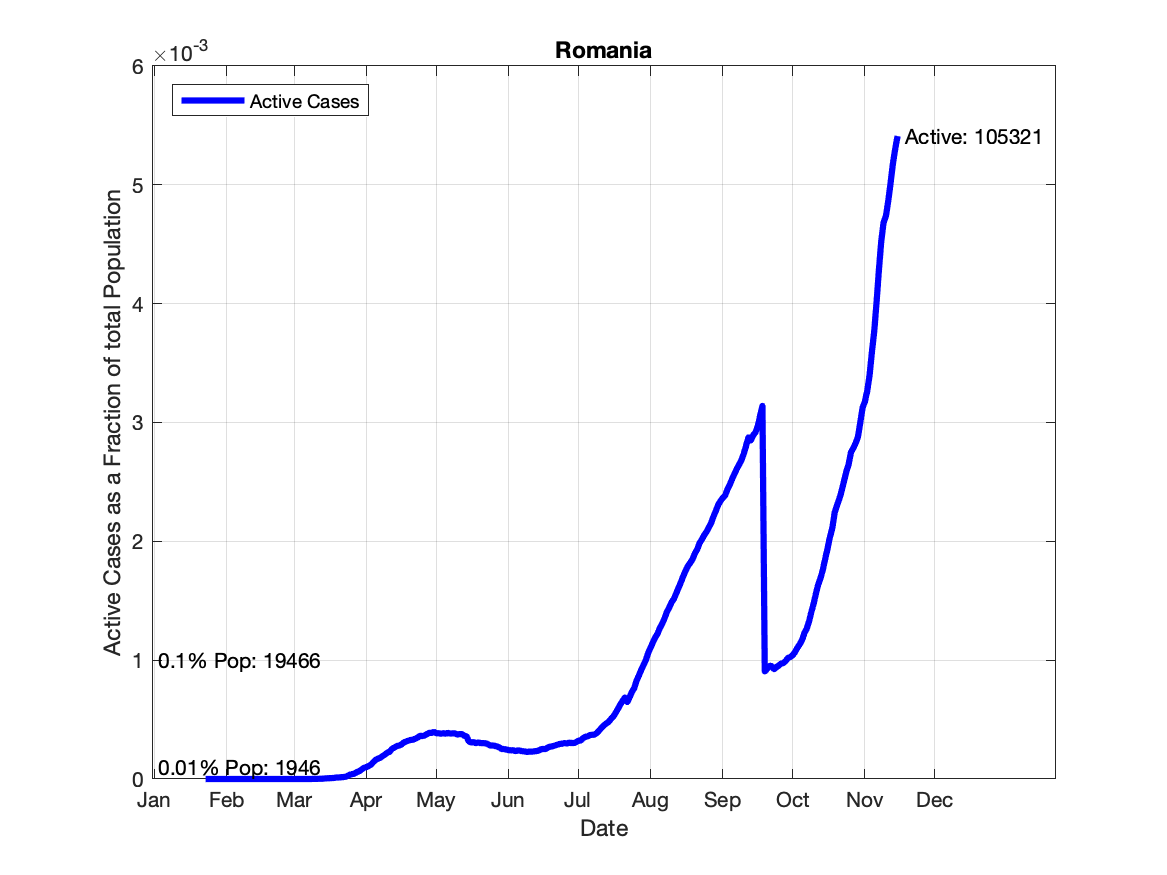 Romania
×10-3
6
Active Cases
Active: 105321
5
4
3
2
1
0.1% Pop: 19466
0.01% Pop: 1946
0
Active Cases as a Fraction of total Population
Jan Feb Mar Apr May Jun Jul Aug Sep Oct Nov Dec
Date